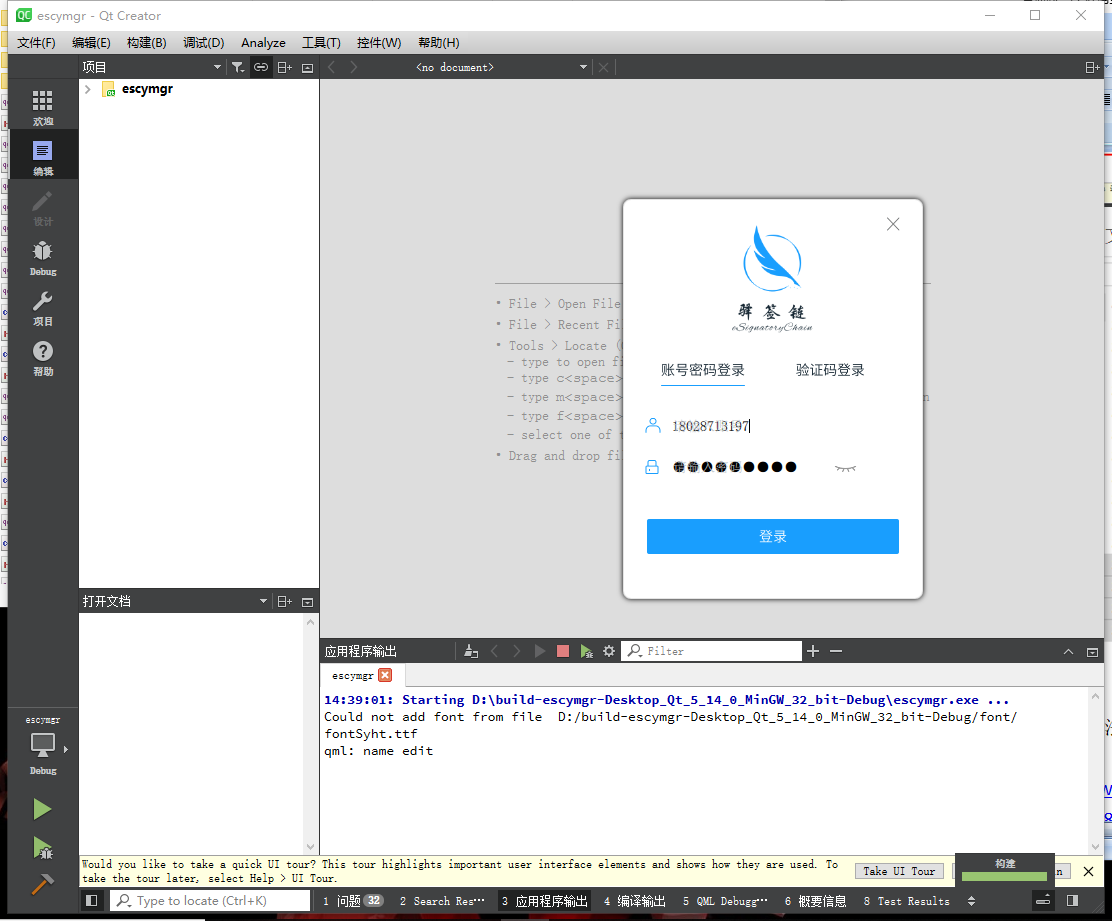 escymgr - Qt Creator
文件(F) 编辑(E) 构建(B) 调试(D) Analyze 工具(T) 控件(W) 帮助(H)
项目
<no document>
escymgr
欢迎
编辑
设计
Debug
项目
帮助
• File > Open File
• File > Recent Fi
• Tools > Locate (
- type to open fi
- type c<space>
- type m<space>
- type f<space>
- select one of t
• Drag and drop fi
驿签链
eSignatoryChain
账号密码登录 验证码登录
18028713197
登录
打开文档
应用程序输出
Filter
escymgr
14:39:01: Starting D:\build-escymgr-Desktop_Qt_5_14_0_MinGW_32_bit-Debug\escymgr.exe ...
Could not add font from file D:/build-escymgr-Desktop_Qt_5_14_0_MinGW_32_bit-Debug/font/
fontSyht.ttf
qml: name edit
escymgr
Debug
Would you like to take a quick UI tour? This tour highlights important user interface elements and shows how they are used. To
take the tour later, select Help > UI Tour.
Take UI Tour
构建
Type to locate (Ctrl+K)
1 问题 32 2 Search Res··· 3 应用程序输出 4 编译输出 5 QML Debugg··· 6 概要信息 8 Test Results